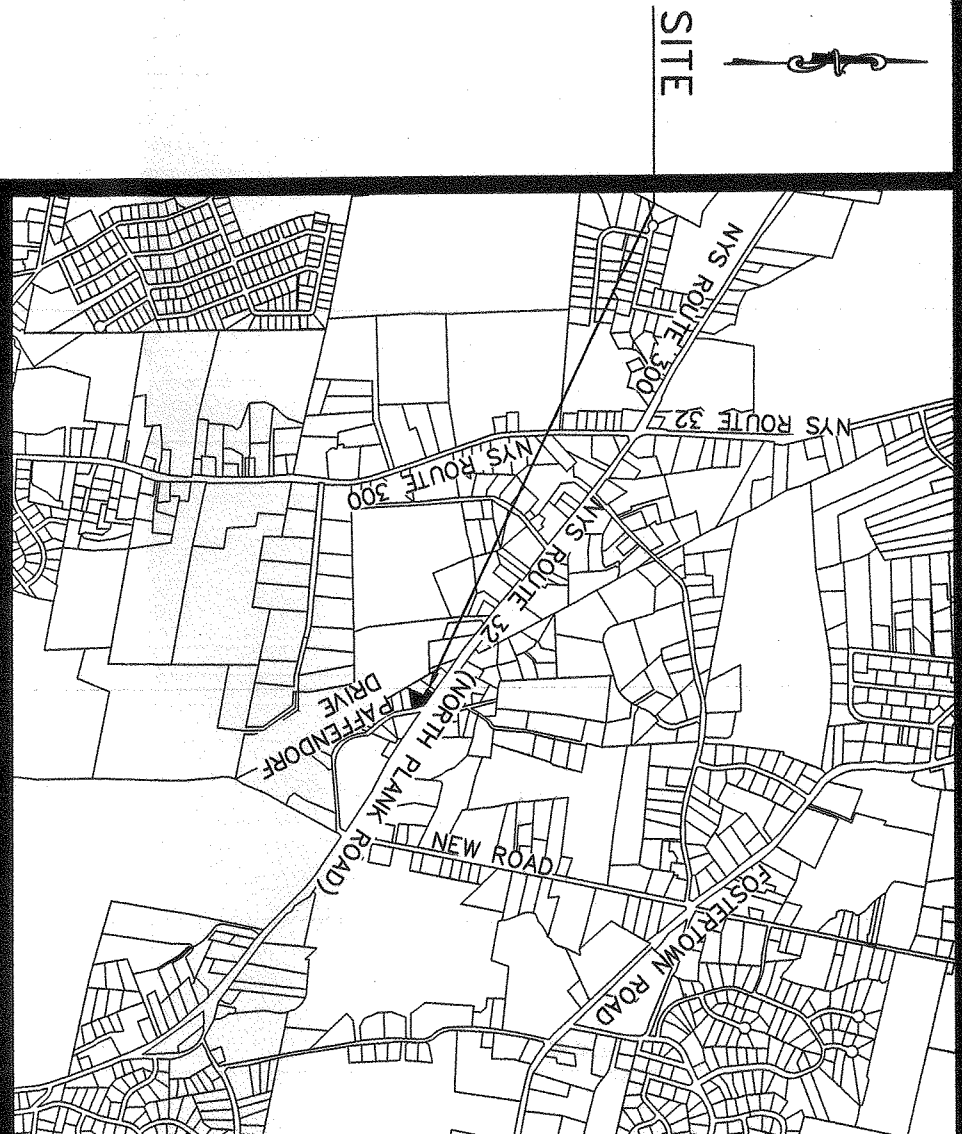 SITE
NYS ROUTE 300
NYS ROUTE 32
NYS ROUTE 300
NYS ROUTE 32
(NORTH PLANK ROAD)
PAFFENDORF
DRIVE
NEW ROAD
FOSTERTOWN ROAD